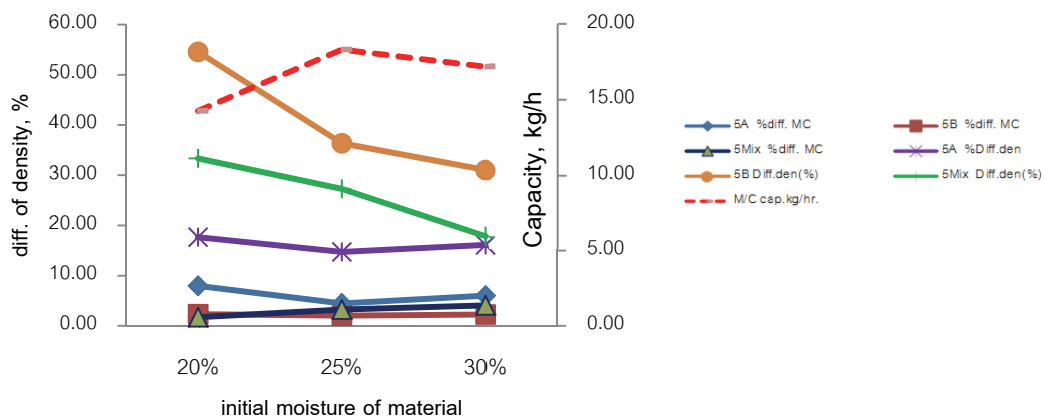 60.00
50.00
40.00
30.00
20.00
10.00
0.00
diff. of density, %
20.00
15.00
10.00
5.00
0.00
Capacity, kg/h
20%
25%
30%
initial moisture of material
5A %diff. MC
5B %diff. MC
5Mix %diff. MC
5A %Diff.den
5B Diff.den(%)
5Mix Diff.den(%)
M/C cap.kg/hr.